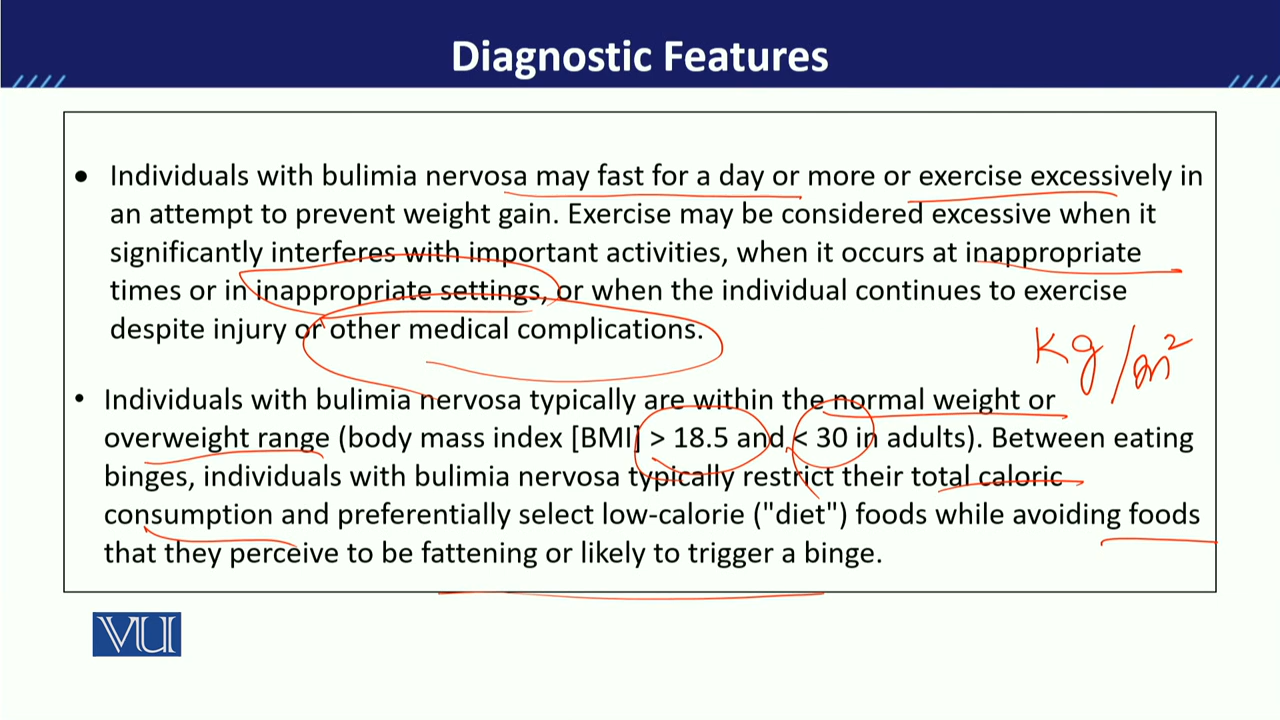 Diagnostic Features
• Individuals with bulimia nervosa may fast for a day or more or exercise excessively in
an attempt to prevent weight gain. Exercise may be considered excessive when it
significantly interferes with important activities, when it occurs at inappropriate
times or in inappropriate settings, or when the individual continues to exercise
despite injury or other medical complications.
Kg/m²
• Individuals with bulimia nervosa typically are within the normal weight or
overweight range (body mass index [BMI] > 18.5 and < 30 in adults). Between eating
binges, individuals with bulimia nervosa typically restrict their total caloric
consumption and preferentially select low-calorie ("diet") foods while avoiding foods
that they perceive to be fattening or likely to trigger a binge.
VU